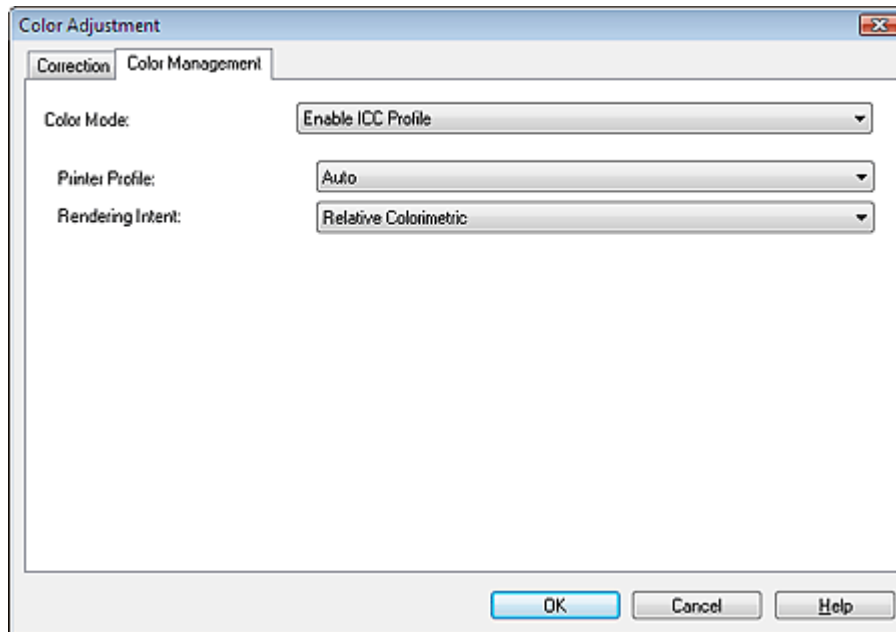 Color Adjustment
Correction Color Management
Color Mode: Enable ICC Profile
Printer Profile: Auto
Rendering Intent: Relative Colorimetric
OK Cancel Help